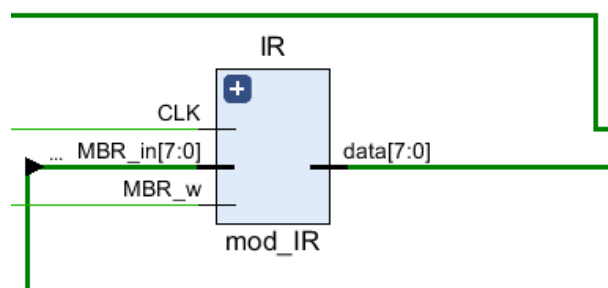 IR
CLK
... MBR_in[7:0]
data[7:0]
MBR_w
mod_IR